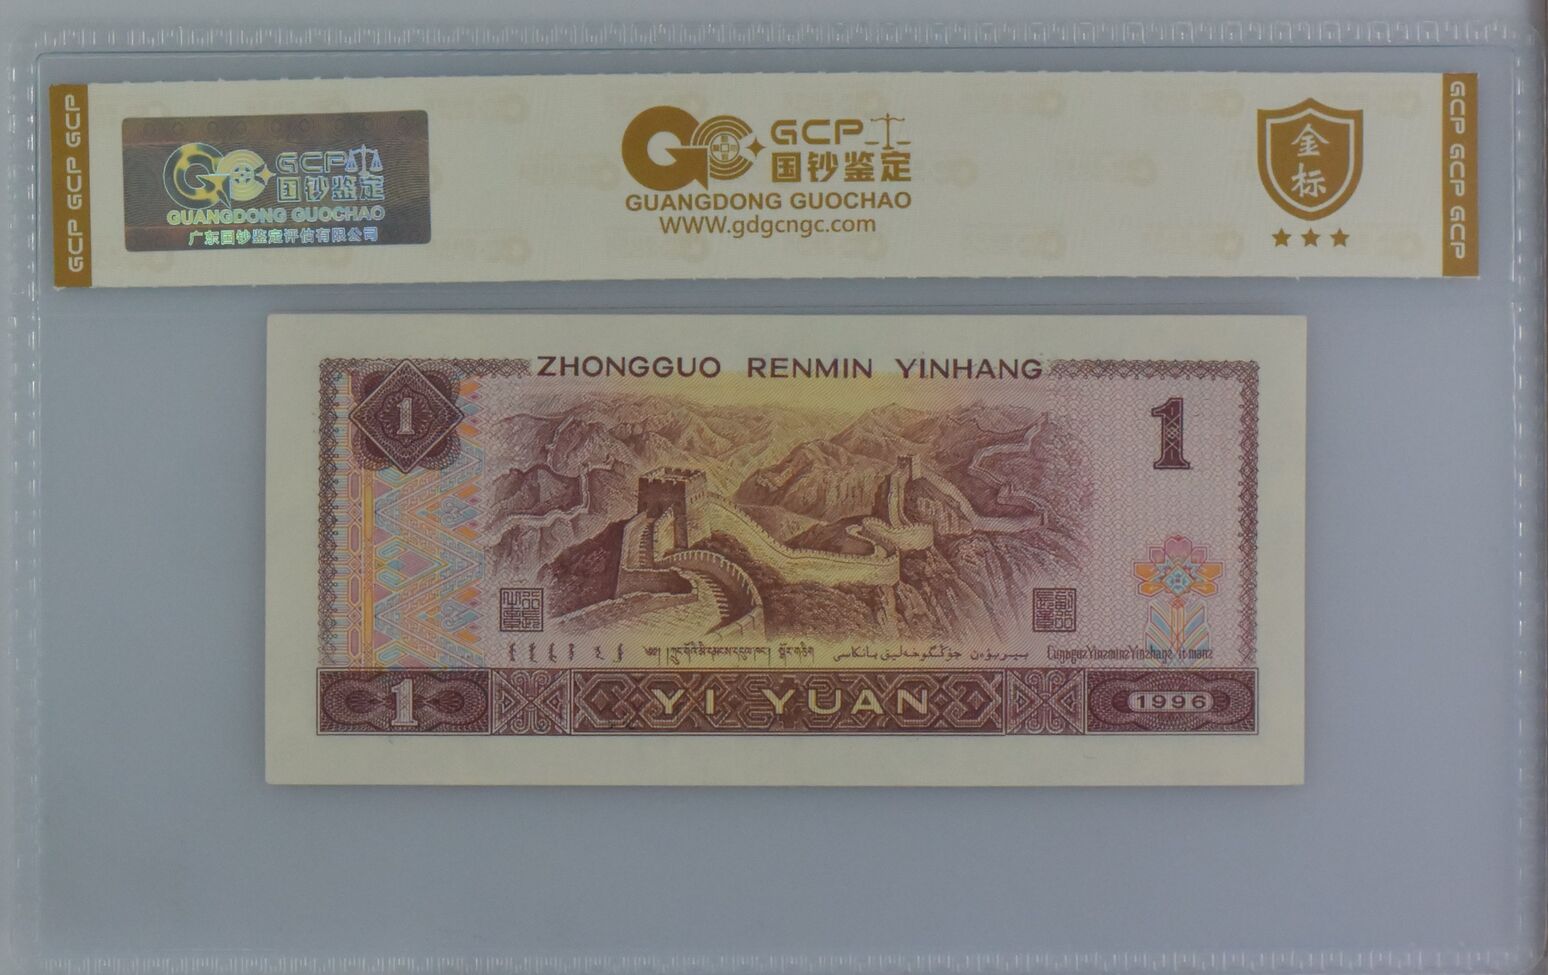 GCP GCP GCP
GCP
国钞鉴定
GUANGDONG GUOCHAO
广东国钞鉴定评估有限公司
GCP
国钞鉴定
GUANGDONG GUOCHAO
WWW.gdgcngc.com
金标
GCP GCP GCP
ZHONGGUO RENMIN YINHANG
1
1
1
YI YUAN
1996